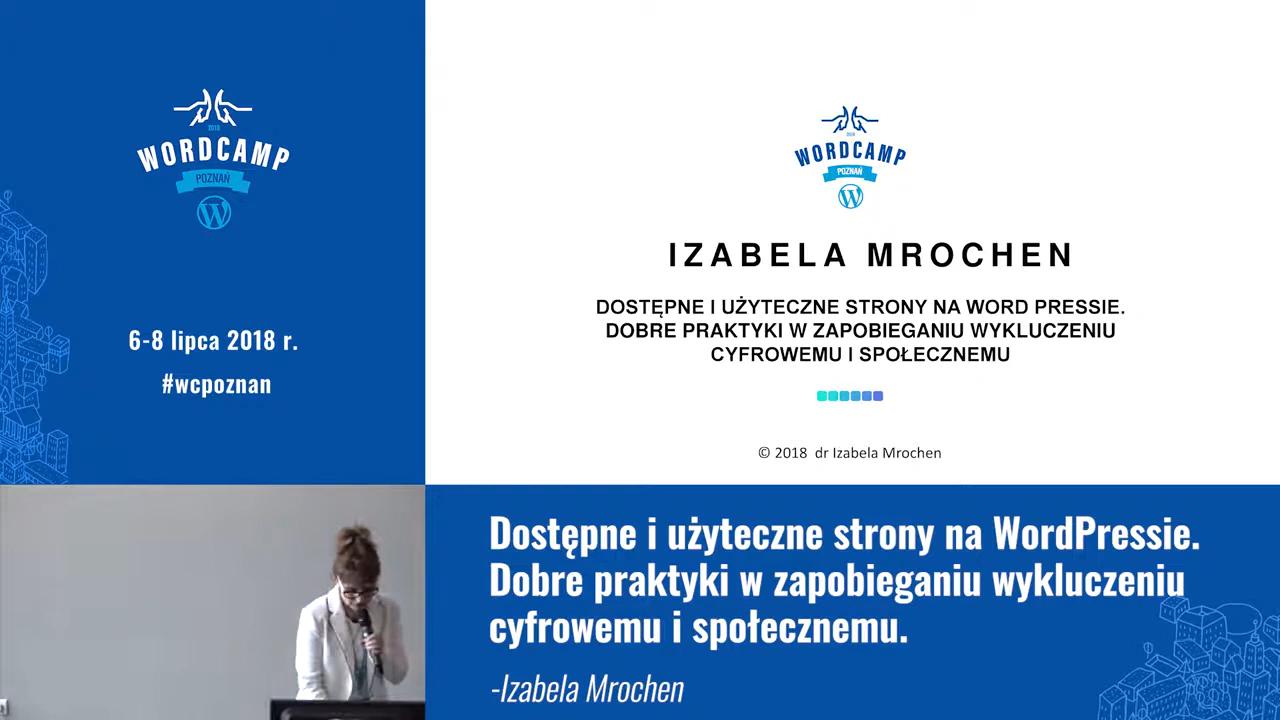 2018
WORDCAMP
POZNAŃ
6-8 lipca 2018 r.
#wcpoznan
2018
WORDCAMP
POZNAŃ
IZABELA MROCHEN
DOSTĘPNE I UŻYTECZNE STRONY NA WORD PRESSIE.
DOBRE PRAKTYKI W ZAPOBIEGANIU WYKLUCZENIU
CYFROWEMU I SPOŁECZNEMU
© 2018 dr Izabela Mrochen
Dostępne i użyteczne strony na WordPressie.
Dobre praktyki w zapobieganiu wykluczeniu
cyfrowemu i społecznemu.
-Izabela Mrochen